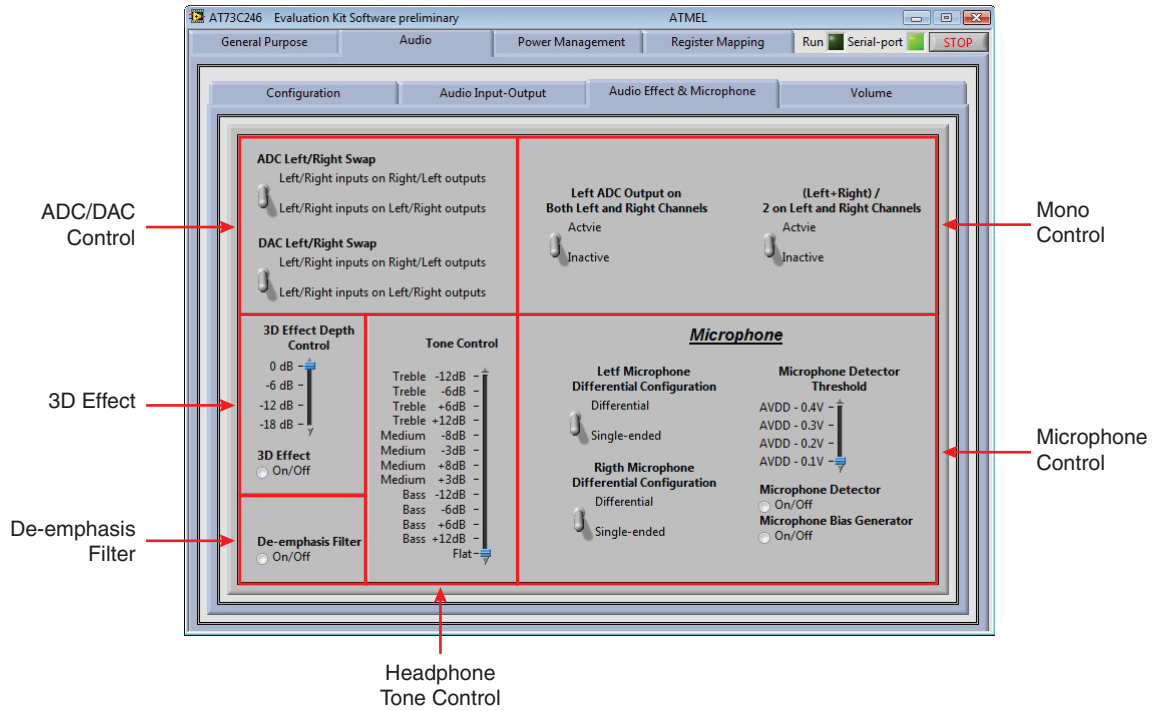 AT73C246 Evaluation Kit Software preliminary ATMEL
General Purpose Audio Power Management Register Mapping Run Serial-port STOP
Configuration Audio Input-Output Audio Effect & Microphone Volume
ADC/DAC
Control
ADC Left/Right Swap
Left/Right inputs on Right/Left outputs
Left/Right inputs on Left/Right outputs
DAC Left/Right Swap
Left/Right inputs on Right/Left outputs
Left/Right inputs on Left/Right outputs
Left ADC Output on
Both Left and Right Channels
Actvie
Inactive
(Left+Right) /
2 on Left and Right Channels
Actvie
Inactive
Mono
Control
3D Effect
3D Effect Depth
Control
0 dB
-6 dB
-12 dB
-18 dB
3D Effect
On/Off
De-emphasis
Filter
De-emphasis Filter
On/Off
Tone Control
Treble -12dB
Treble -6dB
Treble +6dB
Treble +12dB
Medium -8dB
Medium -3dB
Medium +8dB
Medium +3dB
Bass -12dB
Bass -6dB
Bass +6dB
Bass +12dB
Flat
Headphone
Tone Control
Microphone
Letf Microphone
Differential Configuration
Differential
Single-ended
Rigth Microphone
Differential Configuration
Differential
Single-ended
Microphone Detector
Threshold
AVDD - 0.4V
AVDD - 0.3V
AVDD - 0.2V
AVDD - 0.1V
Microphone Detector
On/Off
Microphone Bias Generator
On/Off
Microphone
Control